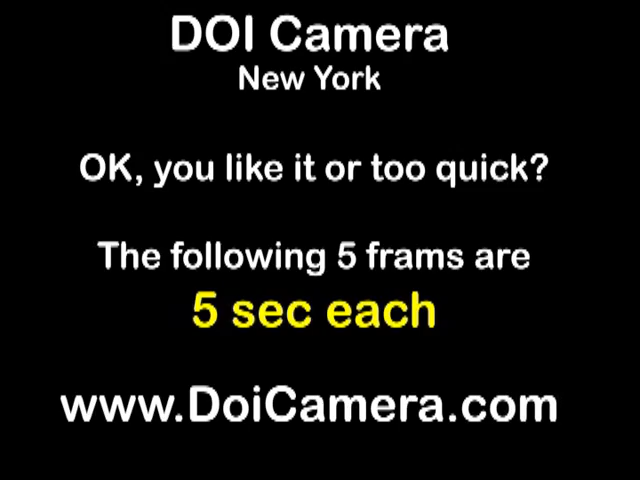 DOI Camera
New York
OK, you like it or too quick?
The following 5 frams are
5 sec each
www.DoiCamera.com